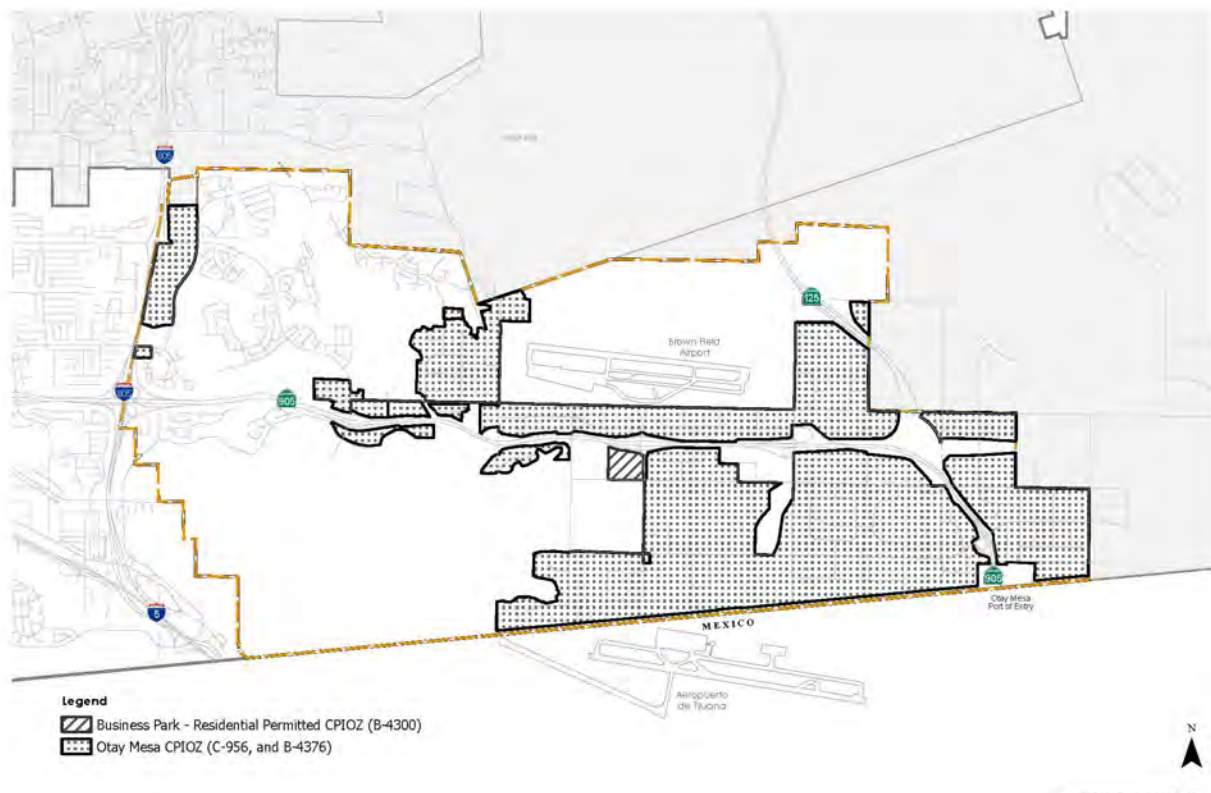 805
125
Brown Field
Airport
805
905
905
Otay Mesa
Port of Entry
5
MEXICO
Aeropuerto
de Tijuana
Legend
Business Park - Residential Permitted CPIOZ (B-4300)
Otay Mesa CPIOZ (C-956, and B-4376)
N